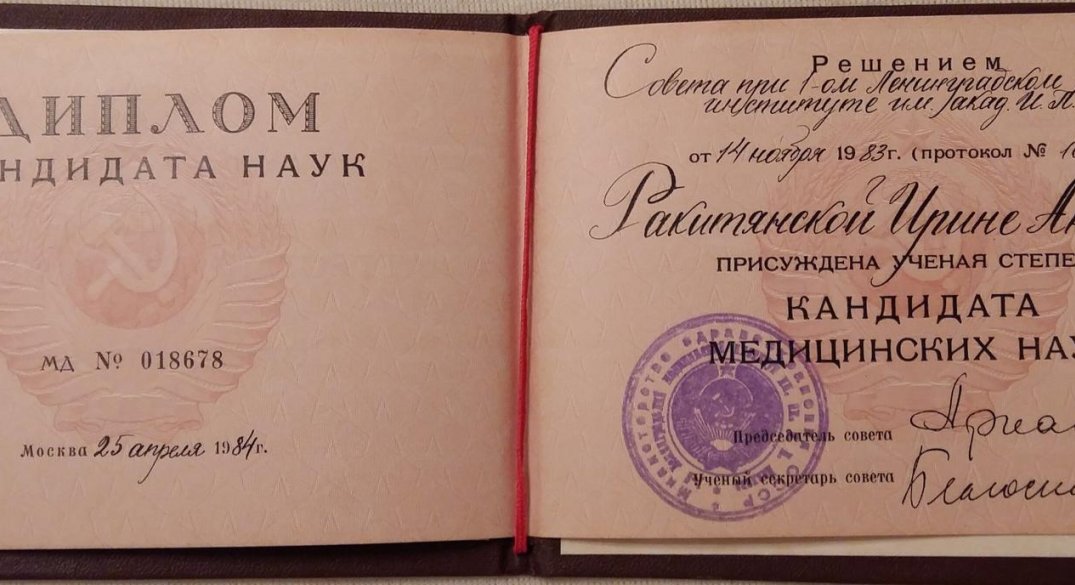 ДИПЛОМ
НДИДАТА НАУК
МД № 018678
Москва 25 апреля 1984г.
Решением
Совета при 1-ом Ленинградском
институте им. акад. И. П.
от 14 ноября 1983г. (протокол №
Ракитянской Ирине Ан
ПРИСУЖДЕНА УЧЕНАЯ СТЕПЕ
КАНДИДАТА
МЕДИЦИНСКИХ НАУ
Председатель совета
Ученый секретарь совета